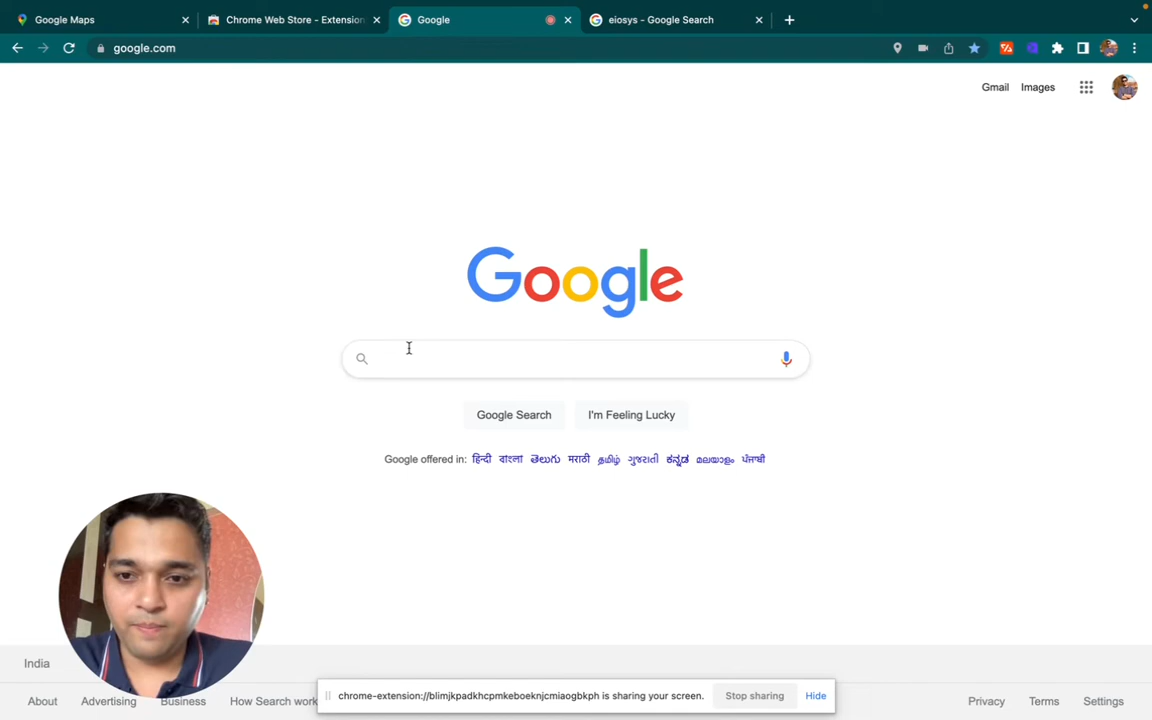 Google Maps
Chrome Web Store - Extension
Google
eiosys - Google Search
google.com
Gmail Images
Google
Google Search
I'm Feeling Lucky
Google offered in: हिन्दी বাংলা తెలుగు मराठी தமிழ் ગુજરાતી ಕನ್ನಡ മലയാളം ਪੰਜਾਬੀ
India
chrome-extension://blimjkpadkhcpmkeboeknjcmiaogbkph is sharing your screen. Stop sharing Hide
About Advertising Business How Search work Privacy Terms Settings